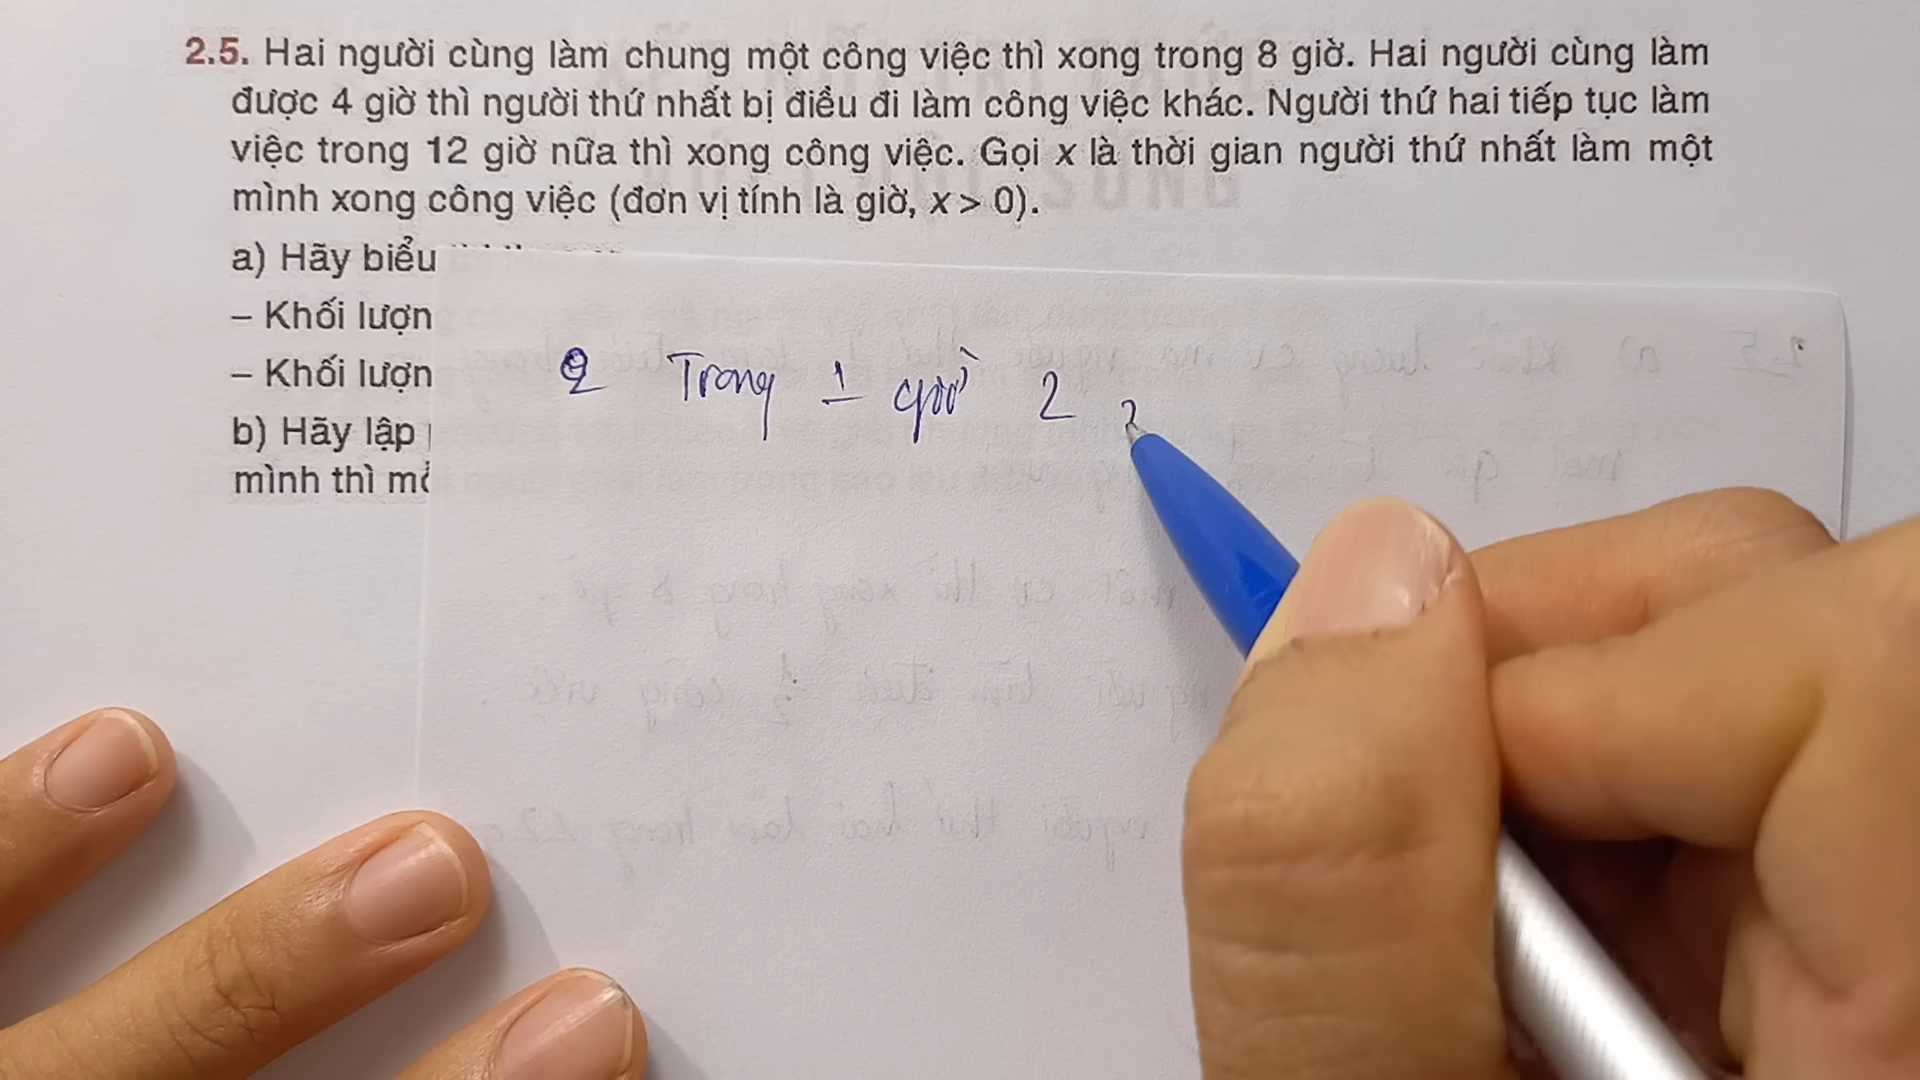 2.5. Hai người cùng làm chung một công việc thì xong trong 8 giờ. Hai người cùng làm
được 4 giờ thì người thứ nhất bị điều đi làm công việc khác. Người thứ hai tiếp tục làm
việc trong 12 giờ nữa thì xong công việc. Gọi x là thời gian người thứ nhất làm một
mình xong công việc (đơn vị tính là giờ, x > 0).
a) Hãy biểu
– Khối lượn
– Khối lượn
b) Hãy lập
mình thì
Trong 1 giờ 2